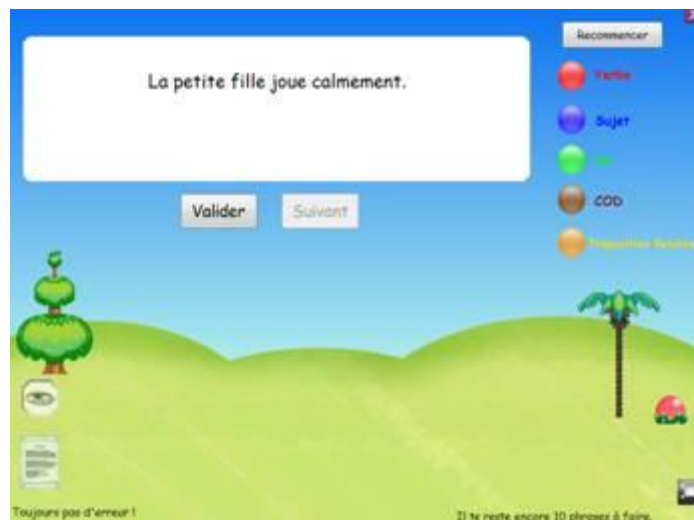 Recommencer
La petite fille joue calmement.
Verbe
Sujet
COD
Valider
Suivant
Toujours pas d'erreur !
Il te reste encore 10 phrases à faire.